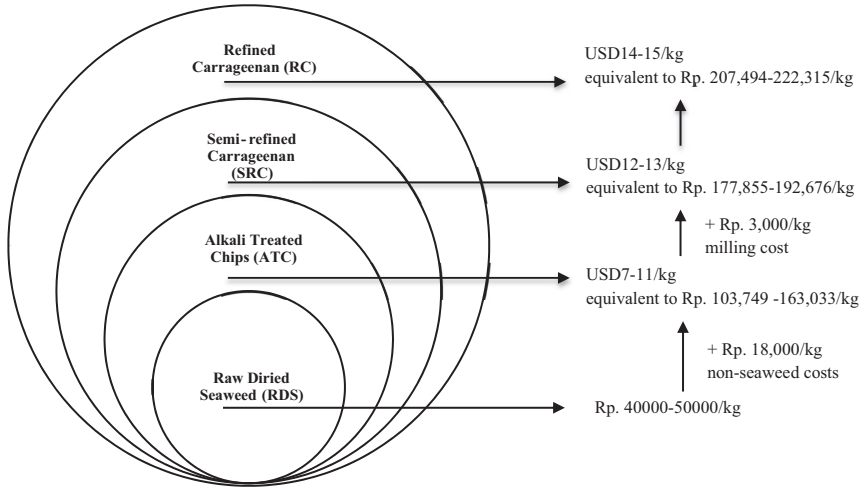 Refined
Carrageenan (RC)
USD14-15/kg
equivalent to Rp. 207,494-222,315/kg
Semi-refined
Carrageenan
(SRC)
USD12-13/kg
equivalent to Rp. 177,855-192,676/kg
+ Rp. 3,000/kg
milling cost
Alkali Treated
Chips (ATC)
USD7-11/kg
equivalent to Rp. 103,749 -163,033/kg
+ Rp. 18,000/kg
non-seaweed costs
Raw Diried
Seaweed (RDS)
Rp. 40000-50000/kg